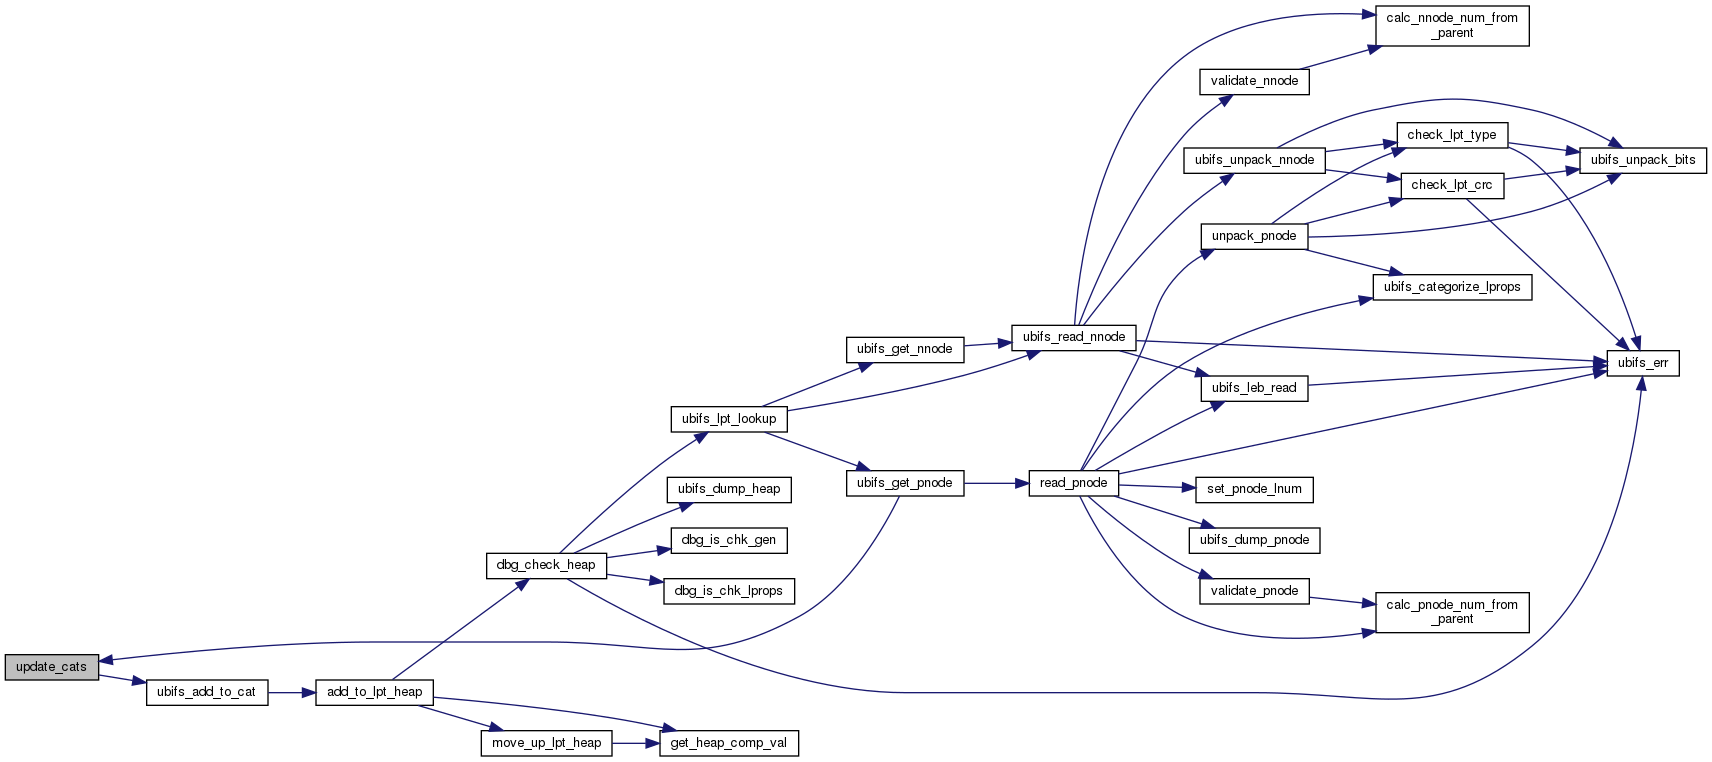 calc_nnode_num_from
_parent
validate_nnode
check_lpt_type
ubifs_unpack_nnode
ubifs_unpack_bits
check_lpt_crc
unpack_pnode
ubifs_categorize_lprops
ubifs_read_nnode
ubifs_get_nnode
ubifs_err
ubifs_leb_read
ubifs_lpt_lookup
ubifs_get_pnode
read_pnode
ubifs_dump_heap
set_pnode_lnum
dbg_is_chk_gen
ubifs_dump_pnode
dbg_check_heap
dbg_is_chk_lprops
validate_pnode
calc_pnode_num_from
_parent
update_cats
ubifs_add_to_cat
add_to_lpt_heap
move_up_lpt_heap
get_heap_comp_val